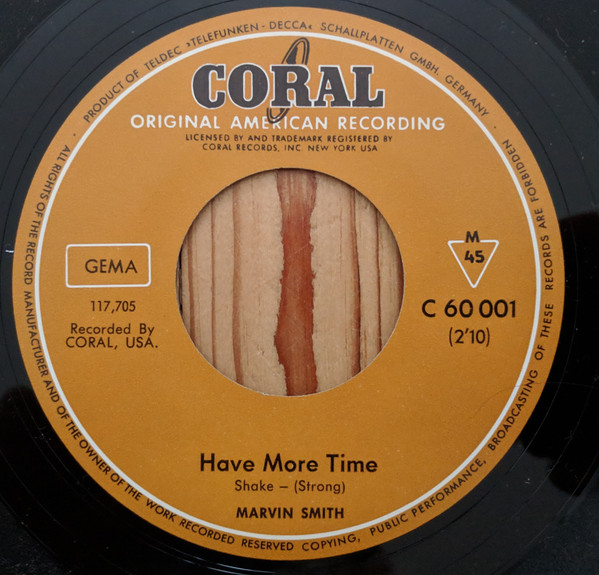 PRODUCT OF TELDEC »TELEFUNKEN - DECCA« SCHALLPLATTEN GMBH. GERMANY ·
CORAL
ORIGINAL AMERICAN RECORDING
LICENSED BY AND TRADEMARK REGISTERED BY
CORAL RECORDS, INC. NEW YORK USA
GEMA
117,705
Recorded By
CORAL, USA.
M
45
C 60 001
(2'10)
Have More Time
Shake – (Strong)
MARVIN SMITH
ALL RIGHTS OF THE RECORD MANUFACTURER AND OF THE OWNER OF THE WORK RECORDED RESERVED COPYING, PUBLIC PERFORMANCE, BROADCASTING OF THESE RECORDS ARE FORBIDDEN ·